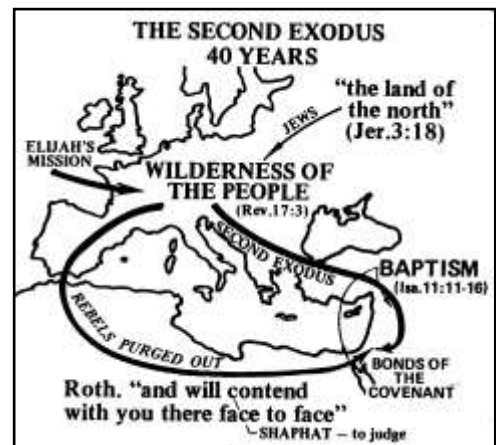 THE SECOND EXODUS
40 YEARS
"the land of
the north"
(Jer.3:18)
JEWS
ELIJAH'S
MISSION
WILDERNESS OF
THE PEOPLE
(Rev.17:3)
SECOND EXODUS
BAPTISM
(Isa.11:11-16)
REBELS PURGED OUT
BONDS OF
THE
COVENANT
Roth. "and will contend
with you there face to face"
SHAPHAT – to judge